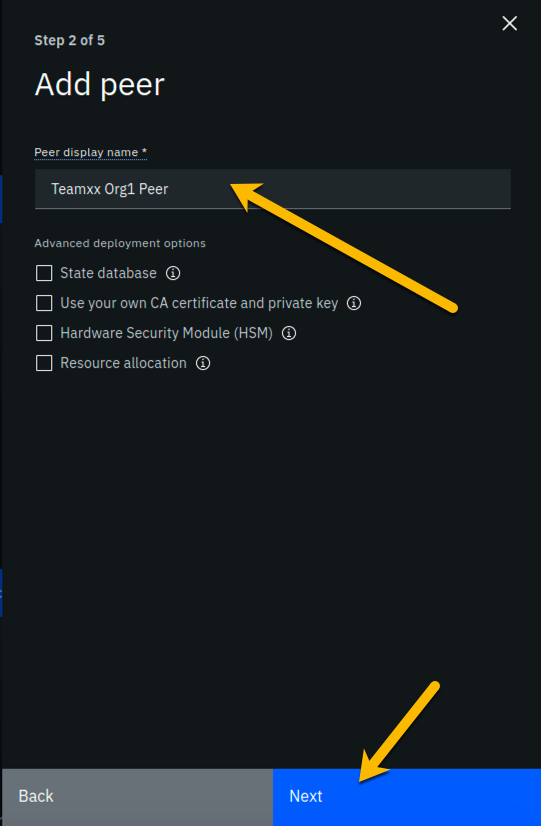 Step 2 of 5
Add peer
Peer display name *
Teamxx Org1 Peer
Advanced deployment options
State database
Use your own CA certificate and private key
Hardware Security Module (HSM)
Resource allocation
Back
Next